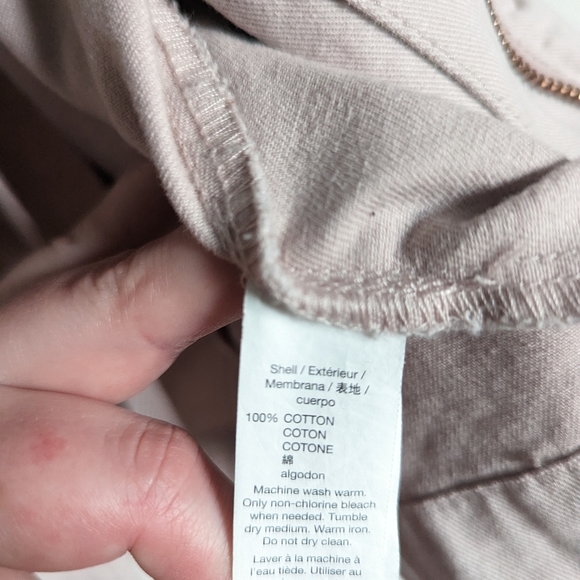 Shell / Extérieur /
Membrana / 表地 /
cuerpo
100% COTTON
COTON
COTONE
綿
algodon
Machine wash warm.
Only non-chlorine bleach
when needed. Tumble
dry medium. Warm iron.
Do not dry clean.
Laver à la machine à
l'eau tiède. Utiliser au